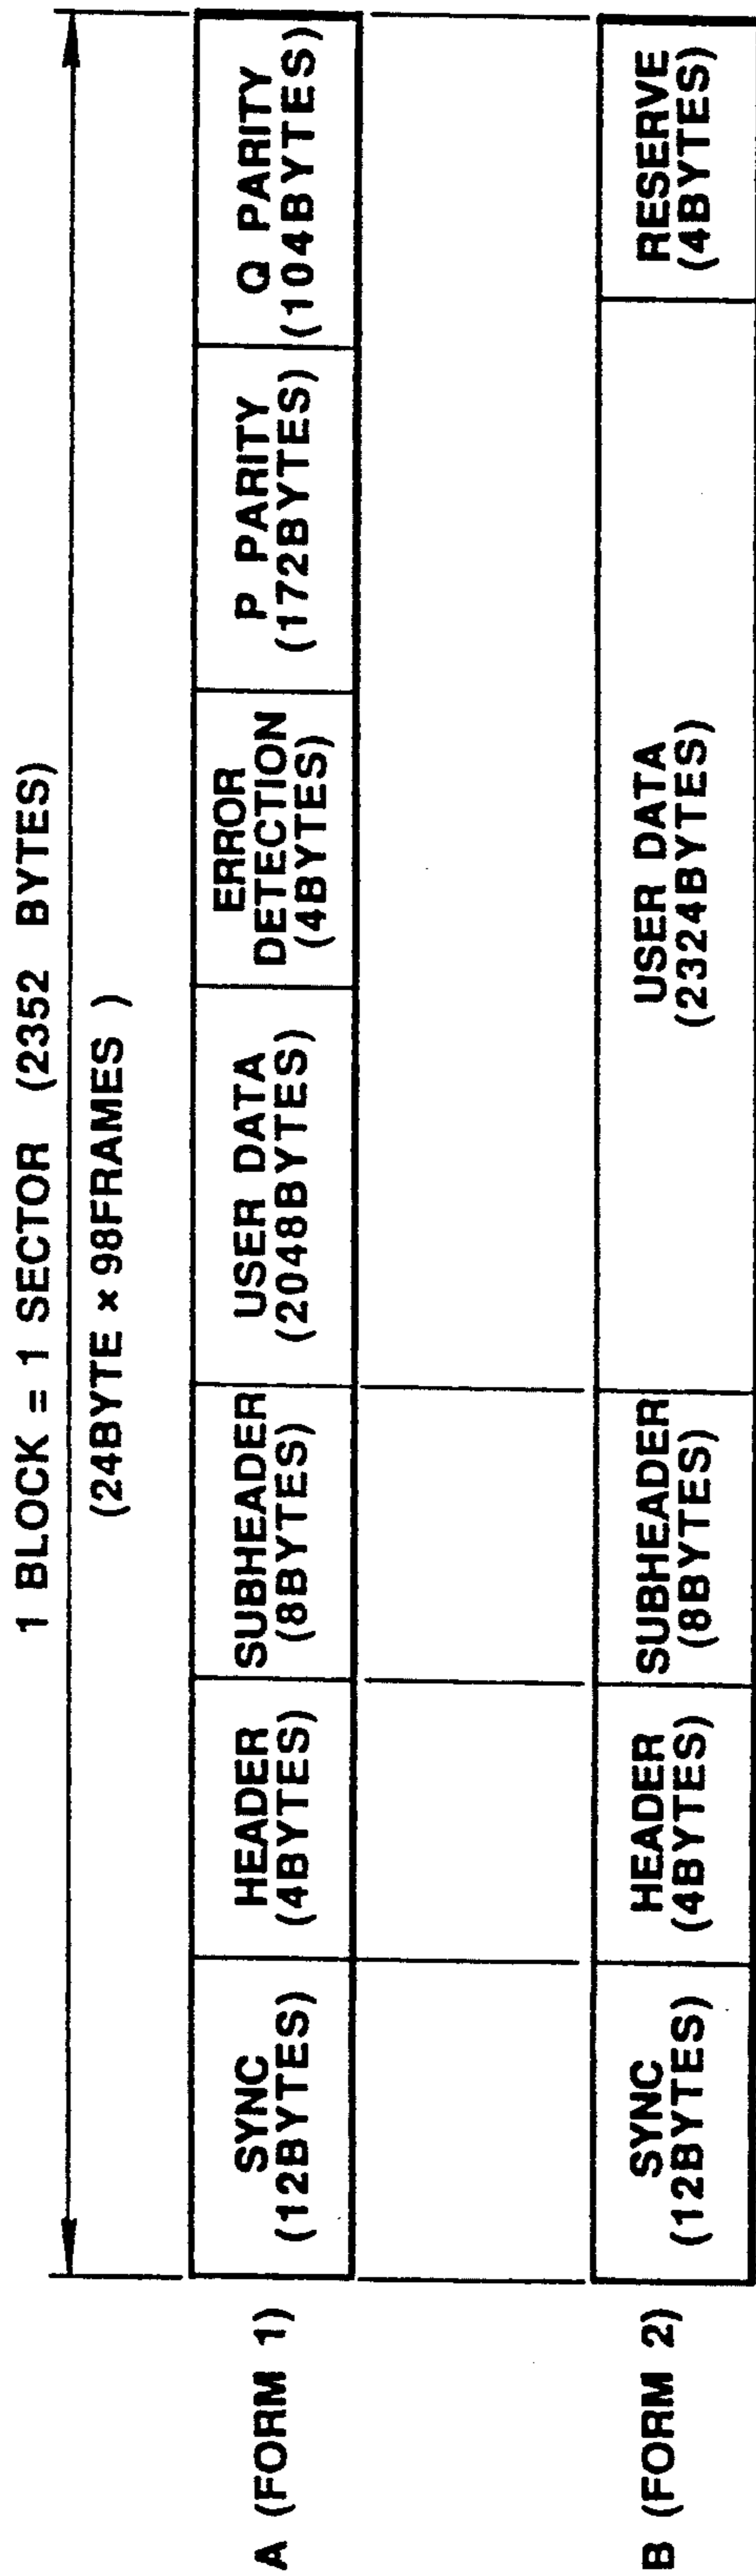 1 BLOCK = 1 SECTOR (2352 BYTES)
(24BYTE × 98FRAMES )
A (FORM 1)
SYNC
(12BYTES)
HEADER
(4BYTES)
SUBHEADER
(8BYTES)
USER DATA
(2048BYTES)
ERROR
DETECTION
(4BYTES)
P PARITY
(172BYTES)
Q PARITY
(104BYTES)
B (FORM 2)
SYNC
(12BYTES)
HEADER
(4BYTES)
SUBHEADER
(8BYTES)
USER DATA
(2324BYTES)
RESERVE
(4BYTES)